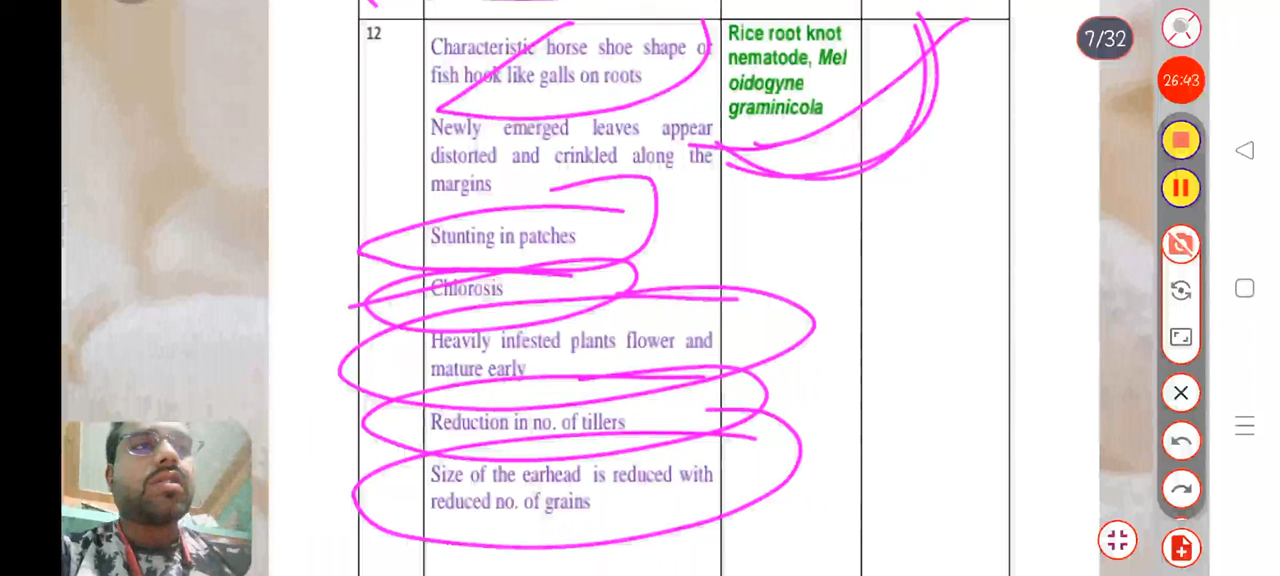 12
Characteristic horse shoe shape or
fish hook like galls on roots
Newly emerged leaves appear
distorted and crinkled along the
margins
Stunting in patches
Chlorosis
Heavily infested plants flower and
mature early
Reduction in no. of tillers
Size of the earhead is reduced with
reduced no. of grains
Rice root knot
nematode, Mel
oidogyne
graminicola
7/32
26:43